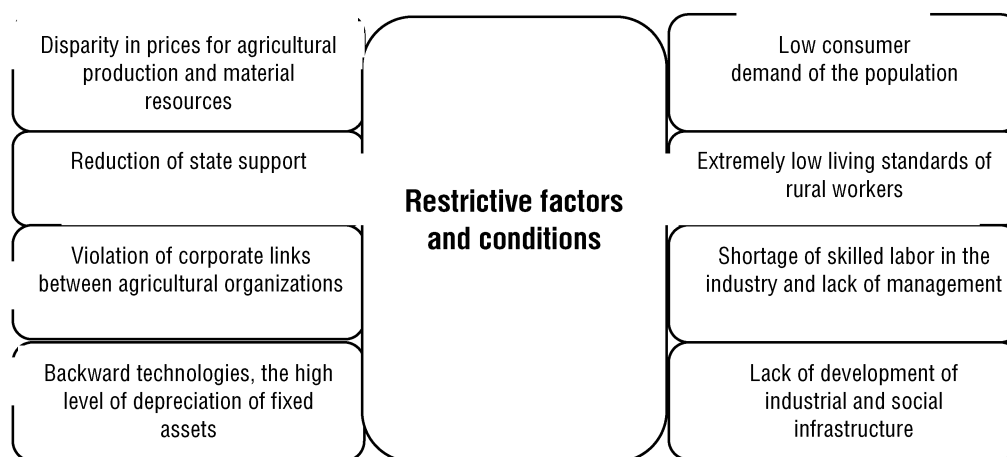 Disparity in prices for agricultural
production and material
resources
Reduction of state support
Violation of corporate links
between agricultural organizations
Backward technologies, the high
level of depreciation of fixed
assets
Restrictive factors
and conditions
Low consumer
demand of the population
Extremely low living standards of
rural workers
Shortage of skilled labor in the
industry and lack of management
Lack of development of
industrial and social
infrastructure